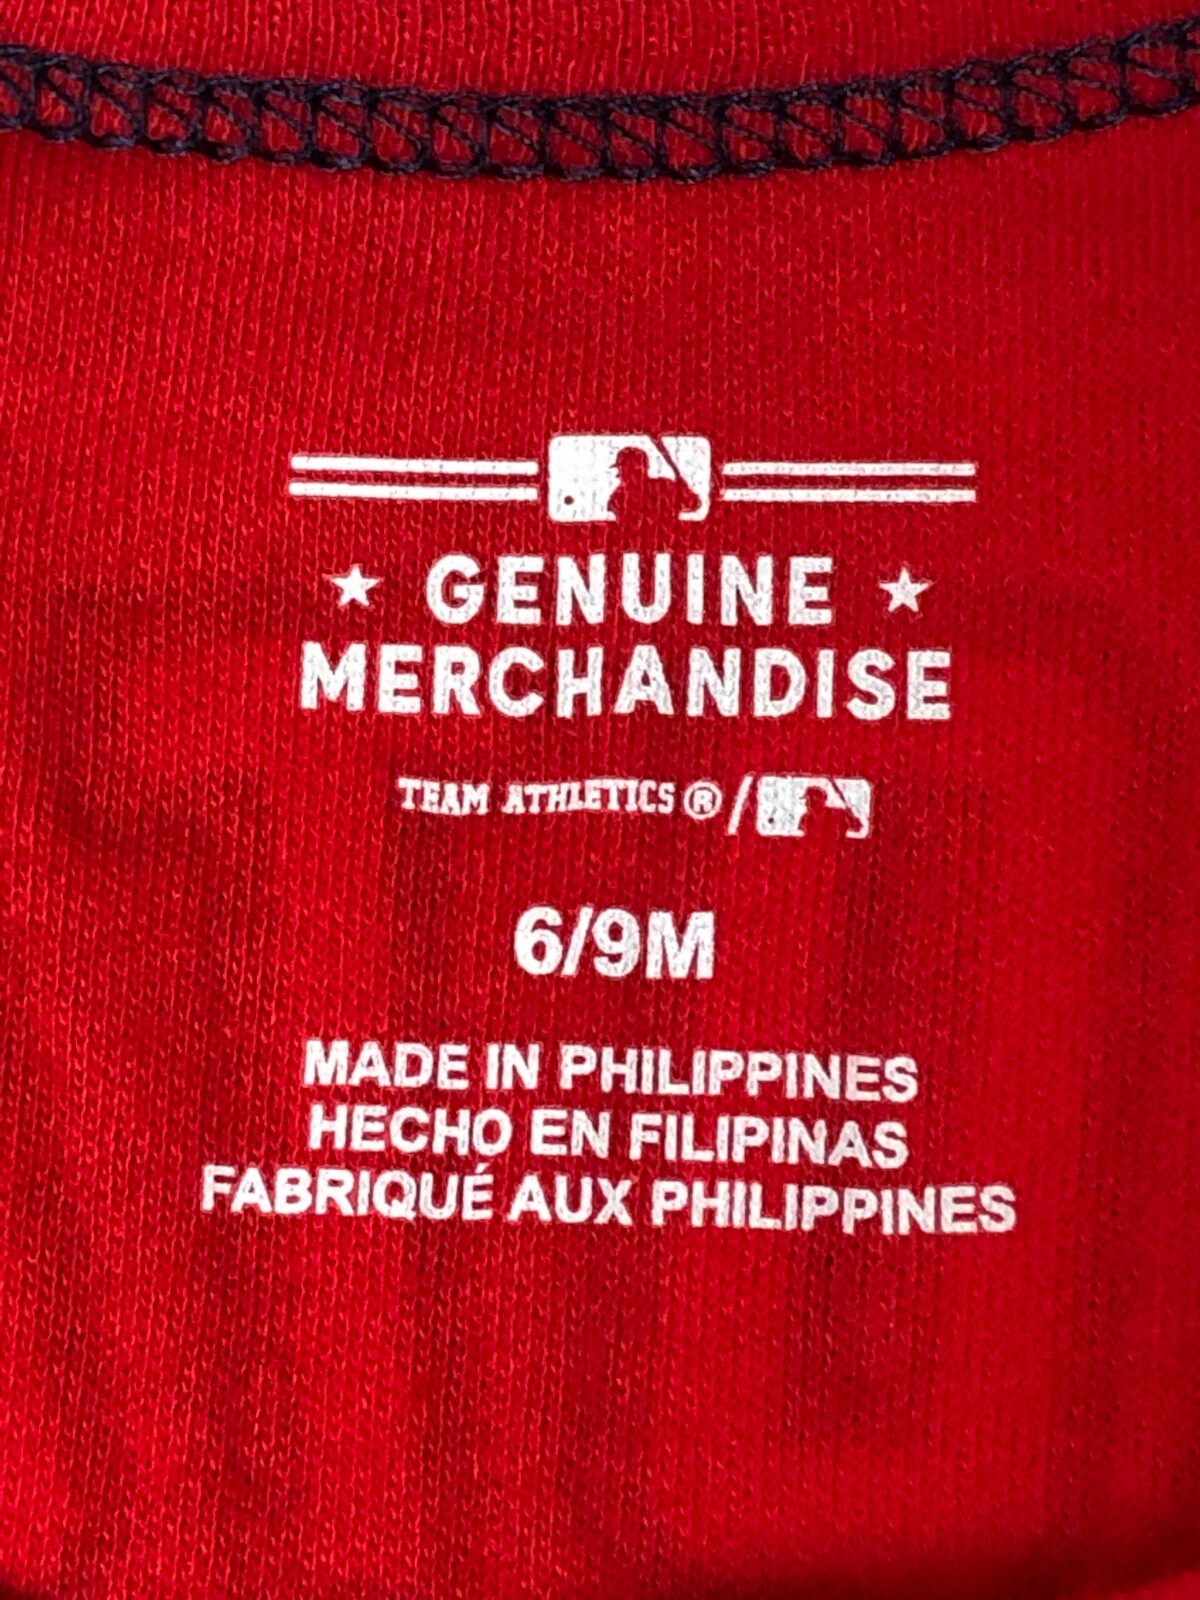 ★ GENUINE ★
MERCHANDISE
TEAM ATHLETICS®/
6/9M
MADE IN PHILIPPINES
HECHO EN FILIPINAS
FABRIQUÉ AUX PHILIPPINES